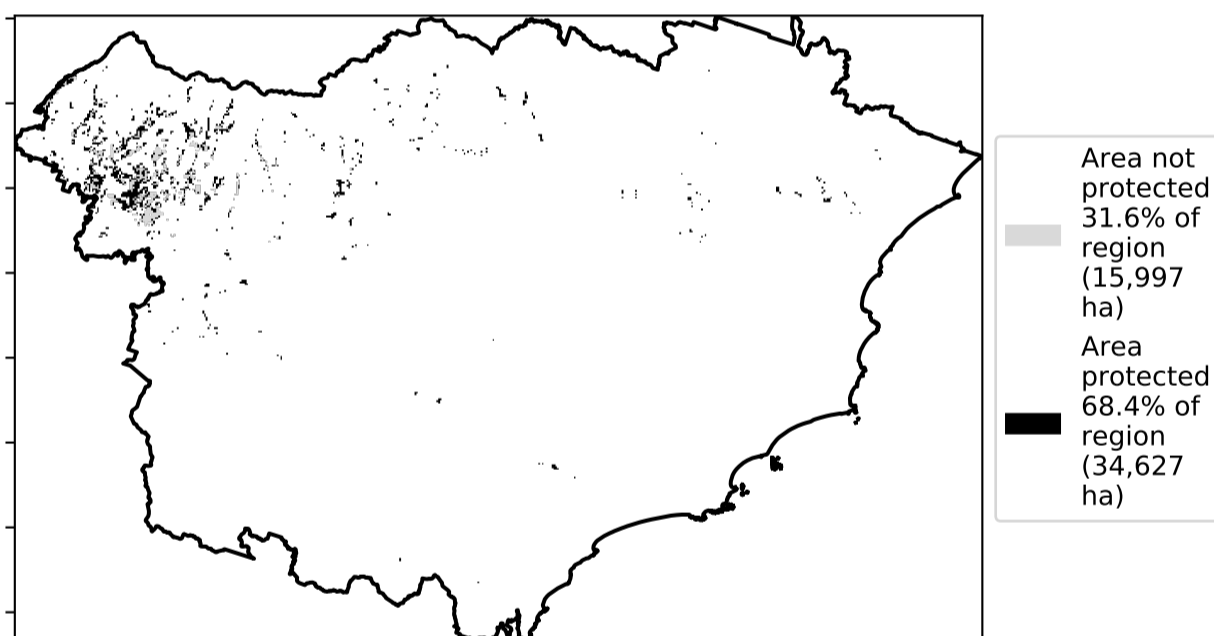 Area not
protected
31.6% of
region
(15,997
ha)
Area
protected
68.4% of
region
(34,627
ha)